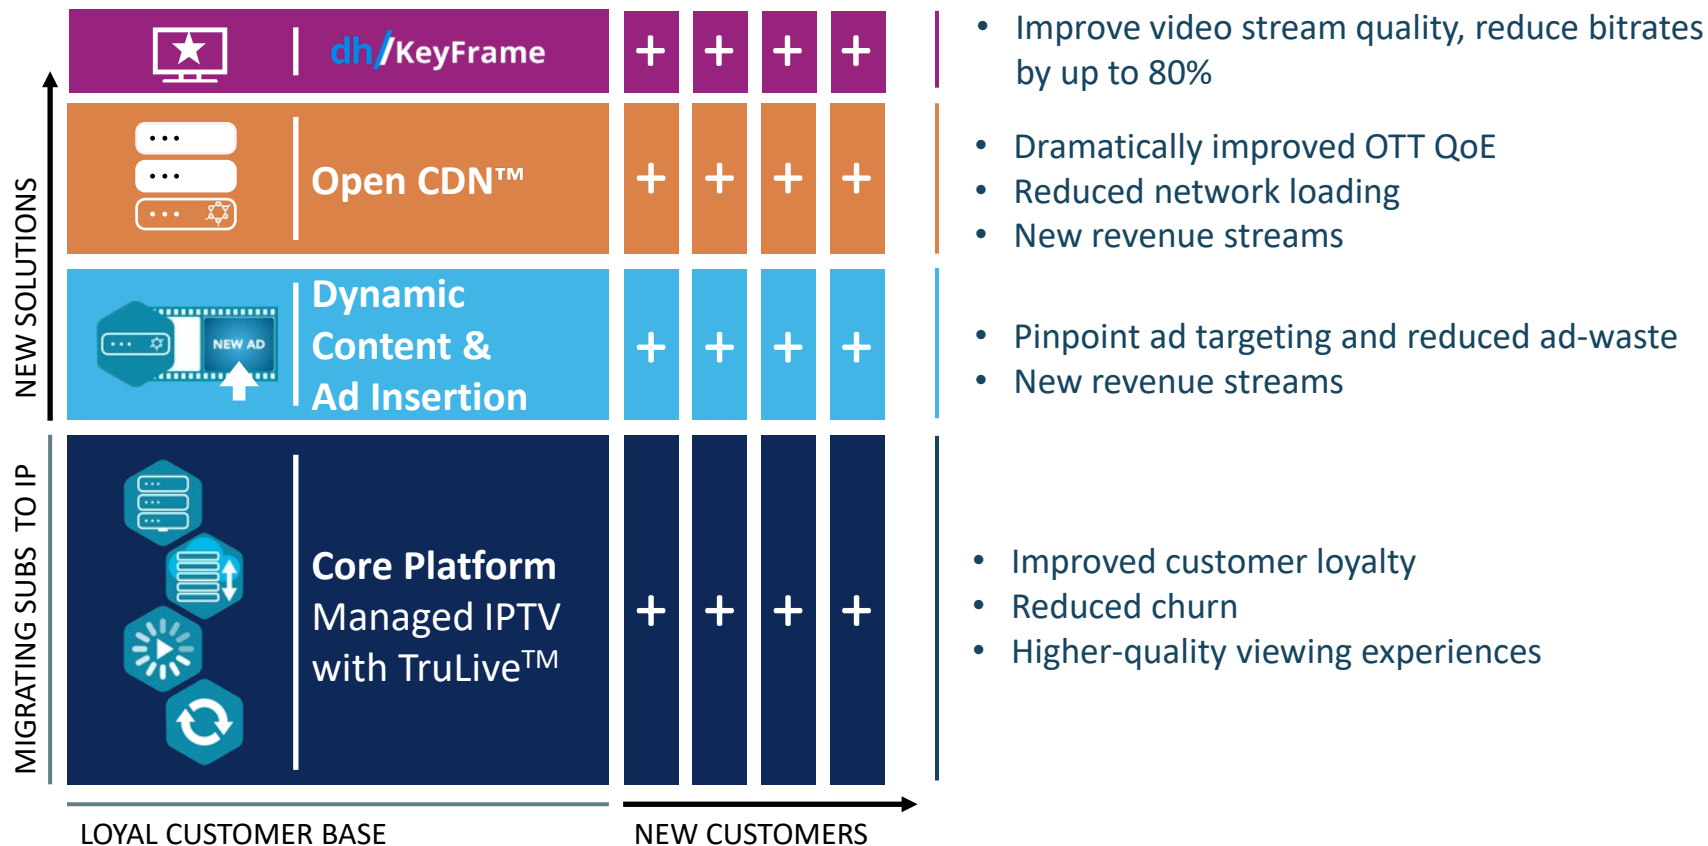 dh/KeyFrame
+ + + +
• Improve video stream quality, reduce bitrates
by up to 80%
Open CDN™
+ + + +
• Dramatically improved OTT QoE
• Reduced network loading
• New revenue streams
NEW SOLUTIONS
NEW AD
Dynamic
Content &
Ad Insertion
+ + + +
• Pinpoint ad targeting and reduced ad-waste
• New revenue streams
MIGRATING SUBS TO IP
Core Platform
Managed IPTV
with TruLive™
+ + + +
• Improved customer loyalty
• Reduced churn
• Higher-quality viewing experiences
LOYAL CUSTOMER BASE
NEW CUSTOMERS